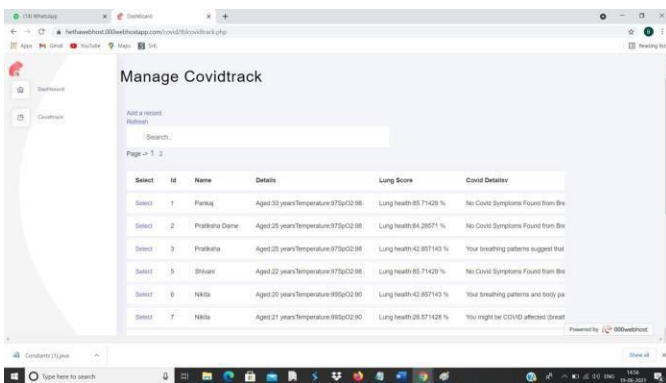 (18) WhatsApp
Dashboard
hethawebhost.000webhostapp.com/covid/tblcovidtrack.php
Apps Gmail YouTube Maps
Reading list
Manage Covidtrack
Dashboard
Covidtrack
Add a record
Refresh
Search..
Page -> 1 2
Select Id Name Details Lung Score Covid Detailsv
Select 1 Pankaj Aged:33 yearsTemperature:97SpO2:98 Lung health:85.71429 % No Covid Symptoms Found from Bre
Select 2 Pratiksha Dame Aged:25 yearsTemperature:97SpO2:98 Lung health:64.28571 % No Covid Symptoms Found from Bre
Select 3 Pratiksha Aged:25 yearsTemperature:97SpO2:98 Lung health:42.857143 % Your breathing patterns suggest that
Select 5 Shivani Aged:22 yearsTemperature:97SpO2:98 Lung health:85.71429 % No Covid Symptoms Found from Bre
Select 6 Nikita Aged:20 yearsTemperature:99SpO2:90 Lung health:42.857143 % Your breathing patterns and body pa
Select 7 Nikita Aged:21 yearsTemperature:99SpO2:90 Lung health:28.571428 % You might be COVID affected (breath
Powered by 000webhost
Constants (1).java
Show all
Type here to search
ENG
14:56
19-06-2021